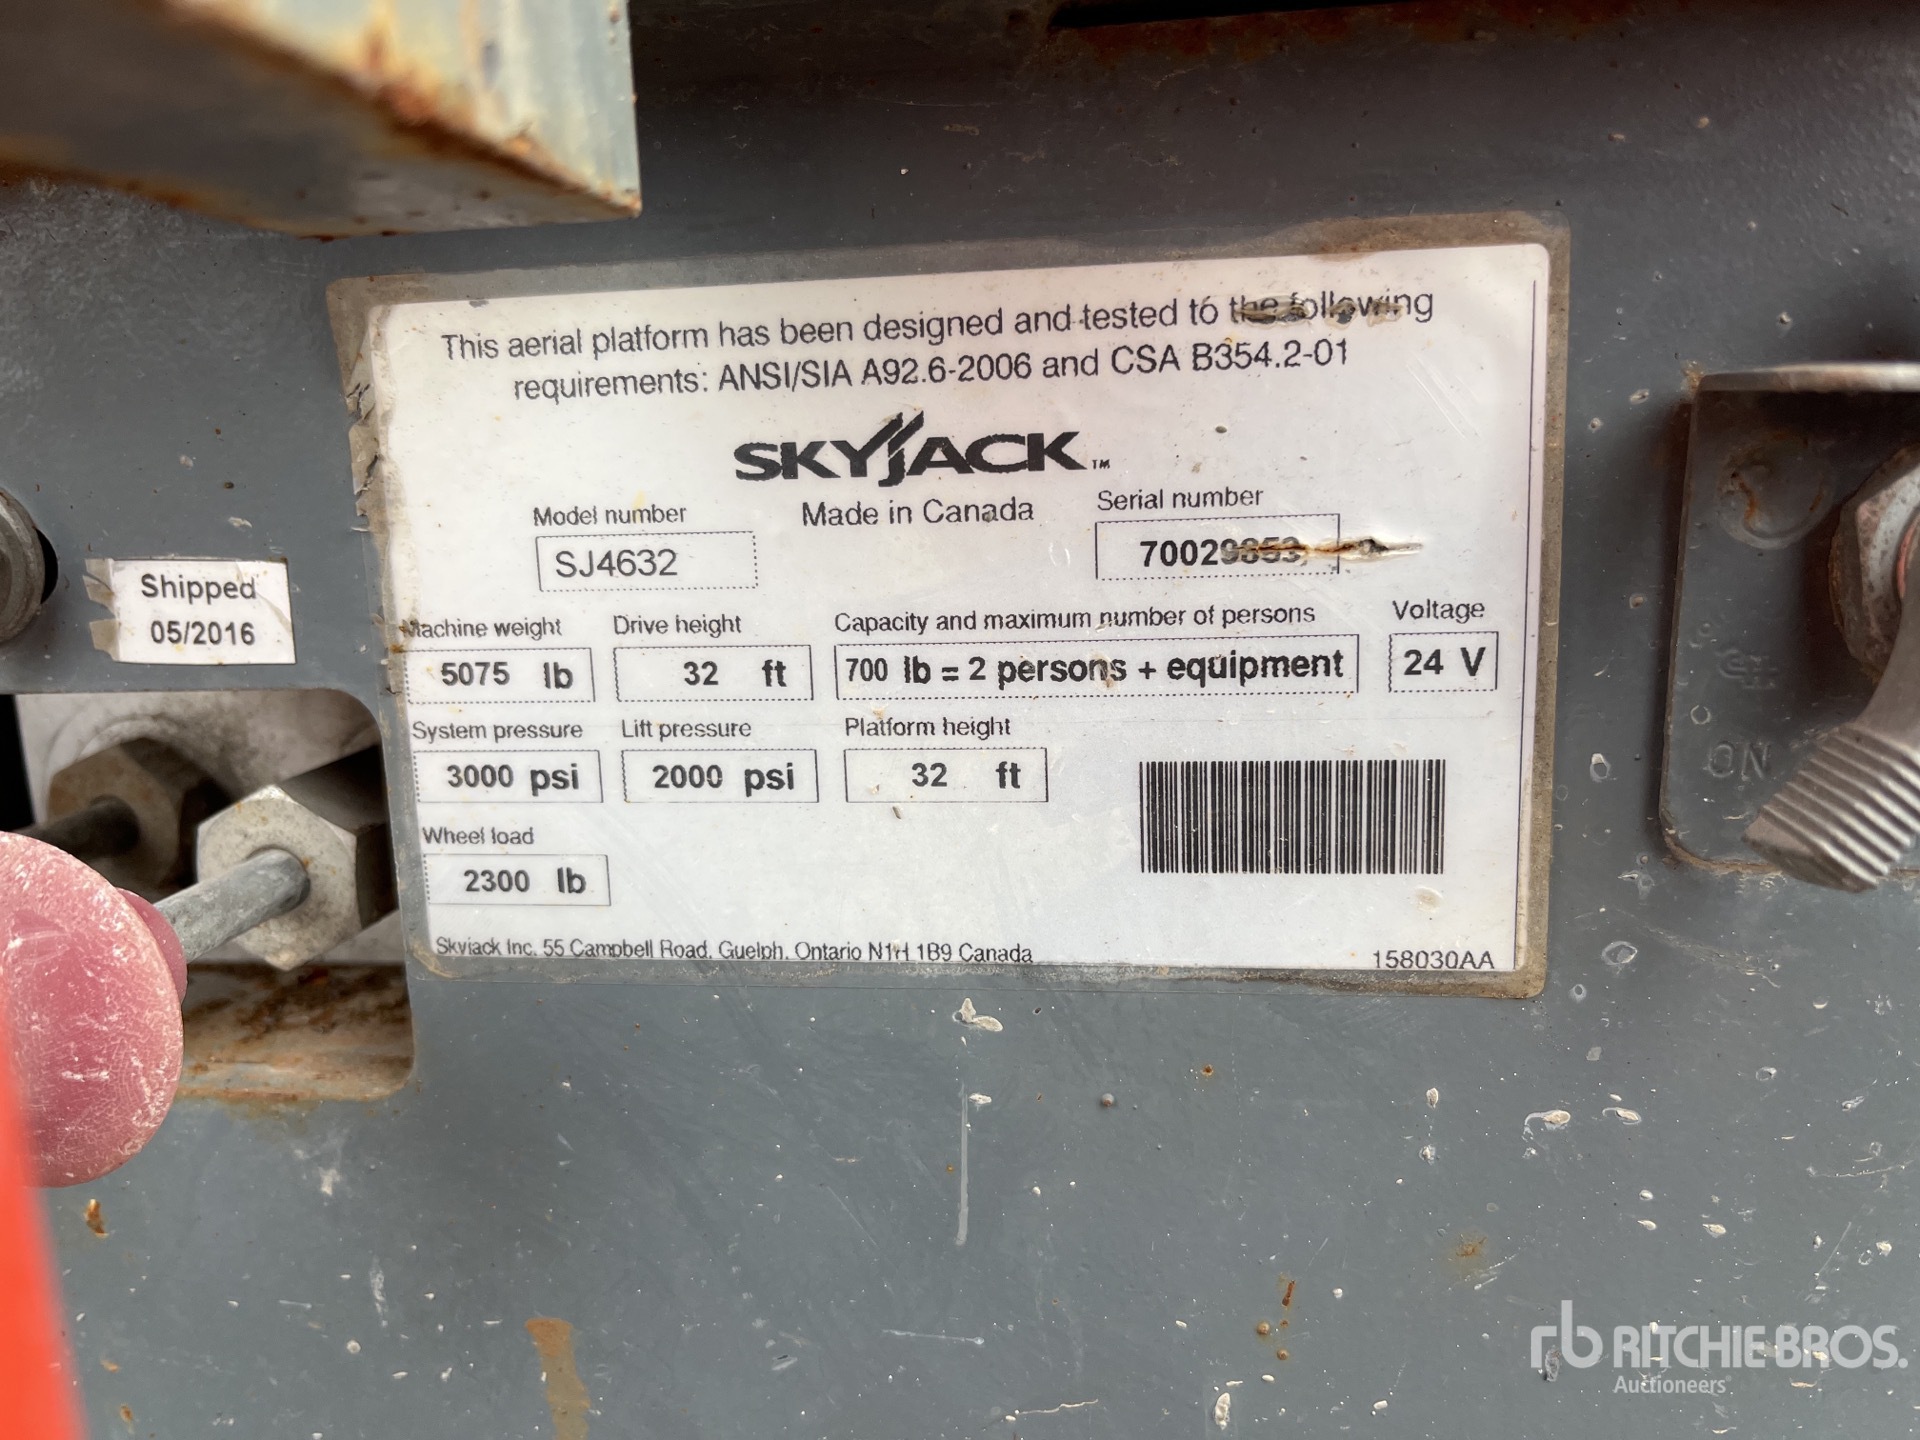 This aerial platform has been designed and tested to the following
requirements: ANSI/SIA A92.6-2006 and CSA B354.2-01
SKYJACK™
Made in Canada
Model number
SJ4632
Serial number
Shipped
05/2016
Machine weight
5075 lb
Drive height
32 ft
Capacity and maximum number of persons
700 lb = 2 persons + equipment
Voltage
24 V
System pressure
3000 psi
Lift pressure
2000 psi
Platform height
32 ft
Wheel load
2300 lb
Skyjack Inc. 55 Campbell Road, Guelph, Ontario N1H 1B9 Canada
158030AA
ON
rb RITCHIE BROS.
Auctioneers